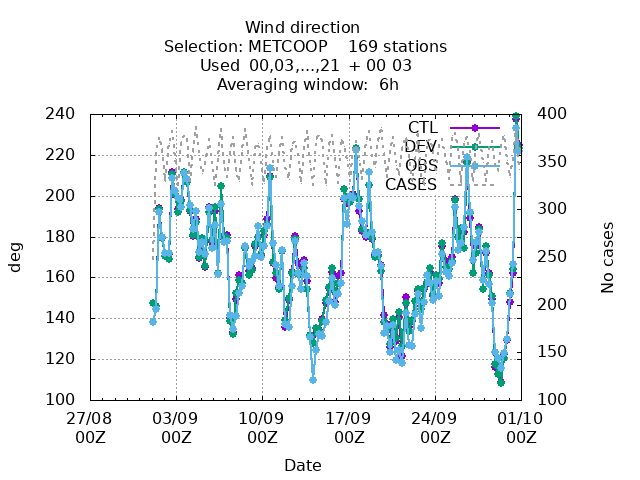 Wind direction
Selection: METCOOP    169 stations
Used  00,03,...,21  + 00 03
Averaging window:  6h
240
220
200
180
160
140
120
100
deg
400
350
300
250
200
150
100
No cases
CTL
DEV
OBS
CASES
27/08 03/09 10/09 17/09 24/09 01/10
00Z 00Z 00Z 00Z 00Z 00Z
Date